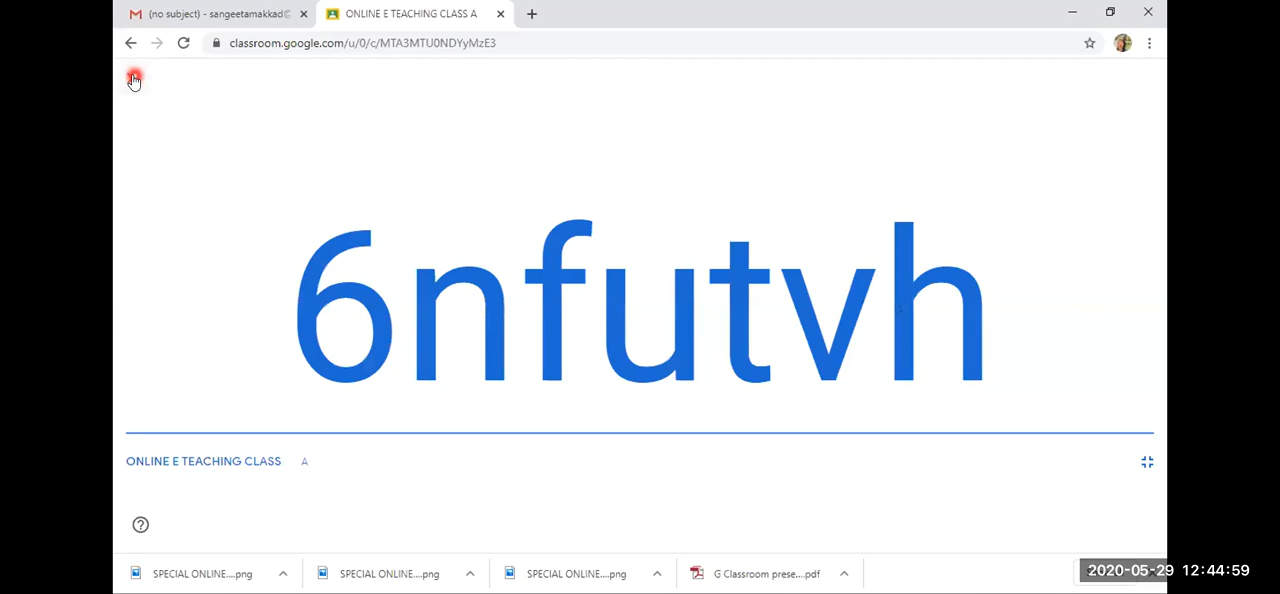 (no subject) - sangeetamakkad@
ONLINE E TEACHING CLASS A
classroom.google.com/u/0/c/MTA3MTU0NDYyMzE3
6nfutvh
ONLINE E TEACHING CLASS A
SPECIAL ONLINE....png
SPECIAL ONLINE....png
SPECIAL ONLINE....png
G Classroom prese....pdf
2020-05-29 12:44:59